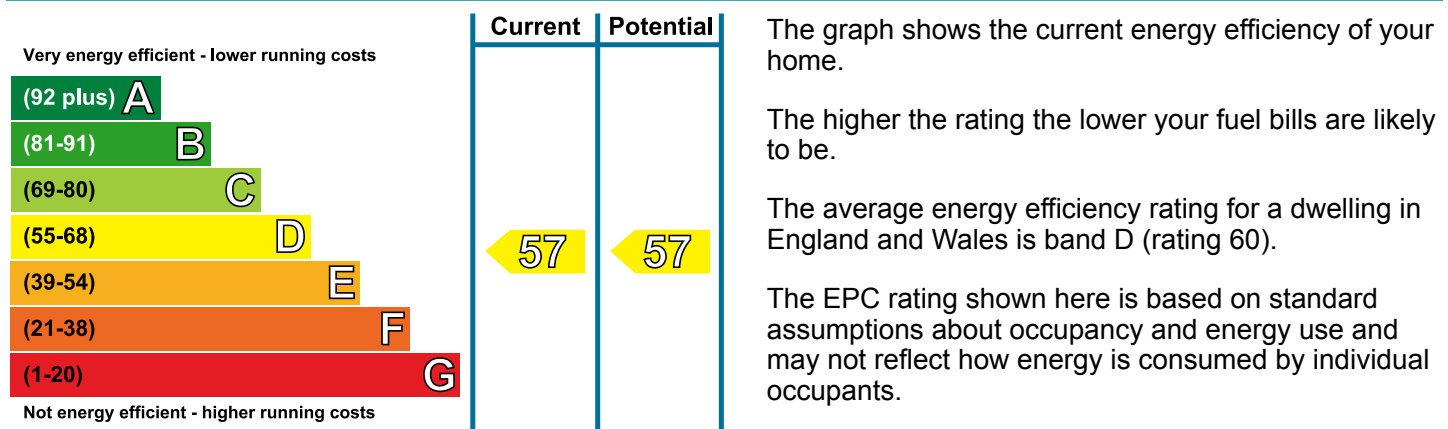 Current Potential
Very energy efficient - lower running costs
(92 plus) A
(81-91) B
(69-80) C
(55-68) D
57 57
(39-54) E
(21-38) F
(1-20) G
Not energy efficient - higher running costs
The graph shows the current energy efficiency of your
home.
The higher the rating the lower your fuel bills are likely
to be.
The average energy efficiency rating for a dwelling in
England and Wales is band D (rating 60).
The EPC rating shown here is based on standard
assumptions about occupancy and energy use and
may not reflect how energy is consumed by individual
occupants.